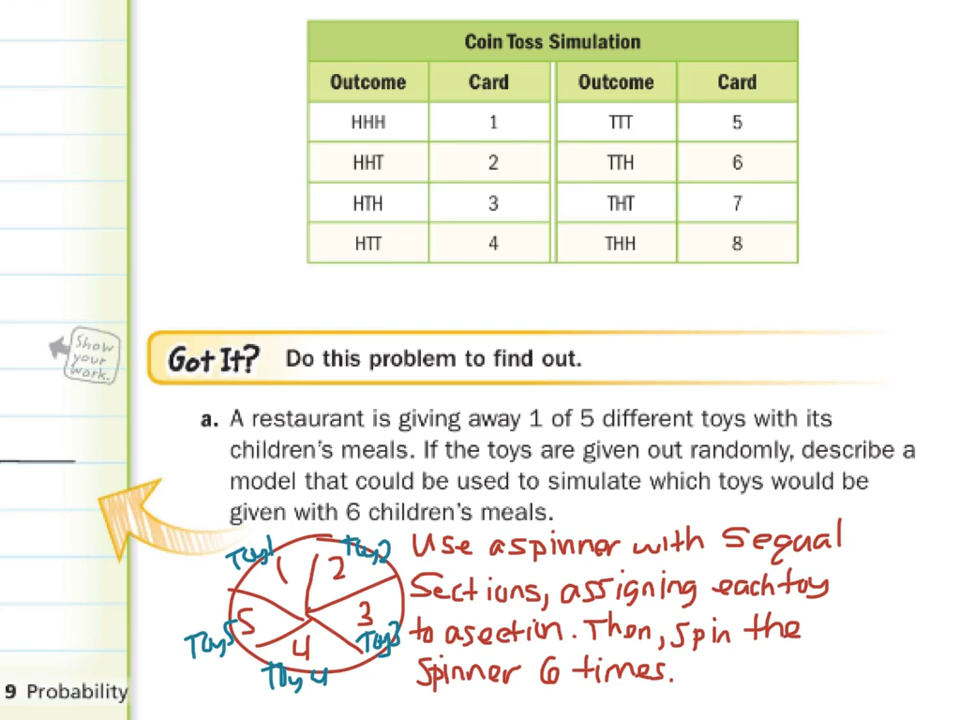 Coin Toss Simulation
Outcome Card Outcome Card
HHH 1 TTT 5
HHT 2 TTH 6
HTH 3 THT 7
HTT 4 THH 8
Show
your
work.
Got It? Do this problem to find out.
a. A restaurant is giving away 1 of 5 different toys with its
children's meals. If the toys are given out randomly, describe a
model that could be used to simulate which toys would be
given with 6 children's meals.
Toy1 Toy2
1 2
5 3
Toy5 Toy3
4
Toy 4
Use a spinner with 5 equal
Sections, assigning each toy
to a section. Then, spin the
Spinner 6 times.
9 Probability